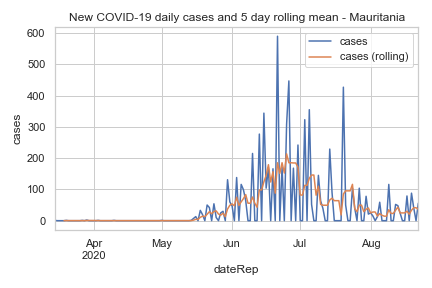 New COVID-19 daily cases and 5 day rolling mean - Mauritania
600
500
400
300
200
100
0
cases
cases
cases (rolling)
Apr
2020
May
Jun
Jul
Aug
dateRep